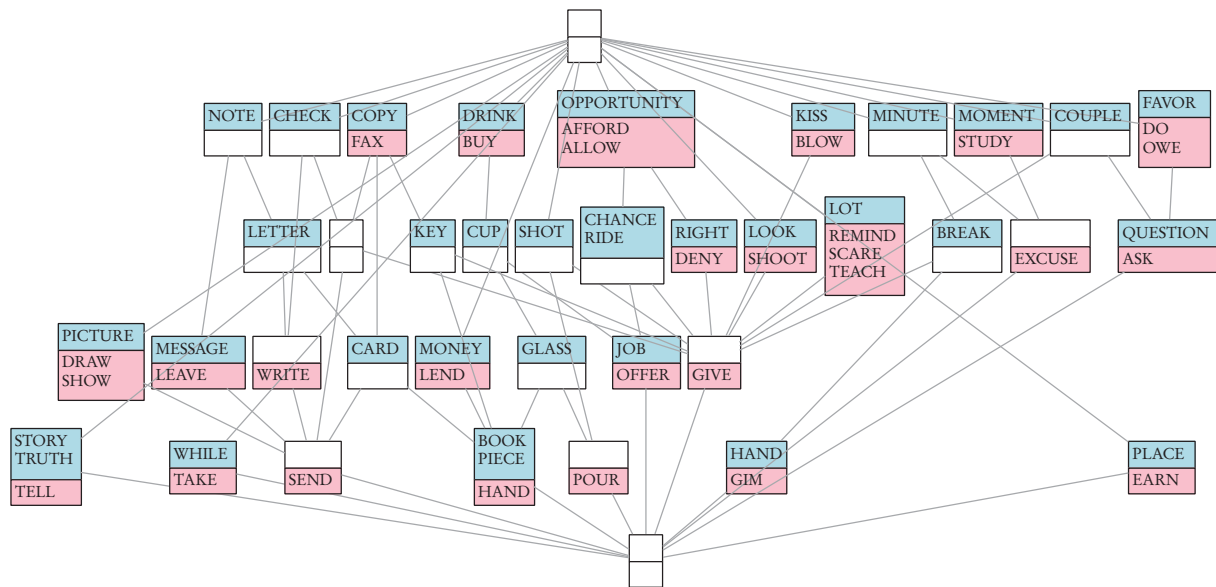 NOTE
CHECK
COPY
FAX
DRINK
BUY
OPPORTUNITY
AFFORD
ALLOW
KISS
BLOW
MINUTE
MOMENT
STUDY
COUPLE
FAVOR
DO
OWE
LETTER
KEY
CUP
SHOT
CHANCE
RIDE
RIGHT
DENY
LOOK
SHOOT
LOT
REMIND
SCARE
TEACH
BREAK
EXCUSE
QUESTION
ASK
PICTURE
DRAW
SHOW
MESSAGE
LEAVE
WRITE
CARD
MONEY
LEND
GLASS
JOB
OFFER
GIVE
STORY
TRUTH
TELL
WHILE
TAKE
SEND
BOOK
PIECE
HAND
POUR
HAND
GIM
PLACE
EARN